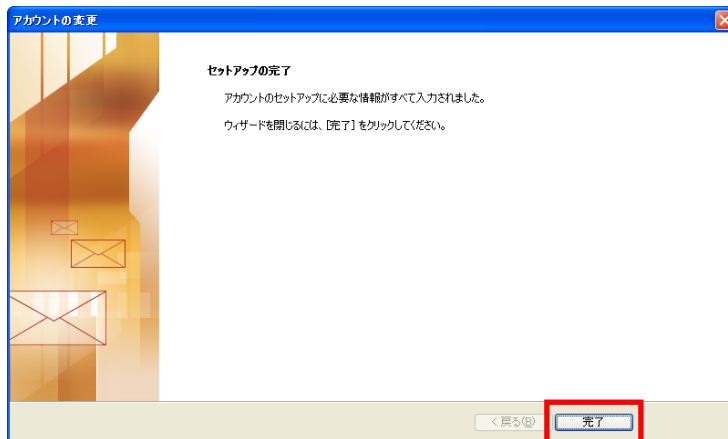 アカウントの変更
セットアップの完了
アカウントのセットアップに必要な情報がすべて入力されました。
ウィザードを閉じるには、[完了] をクリックしてください。
< 戻る(B)
完了